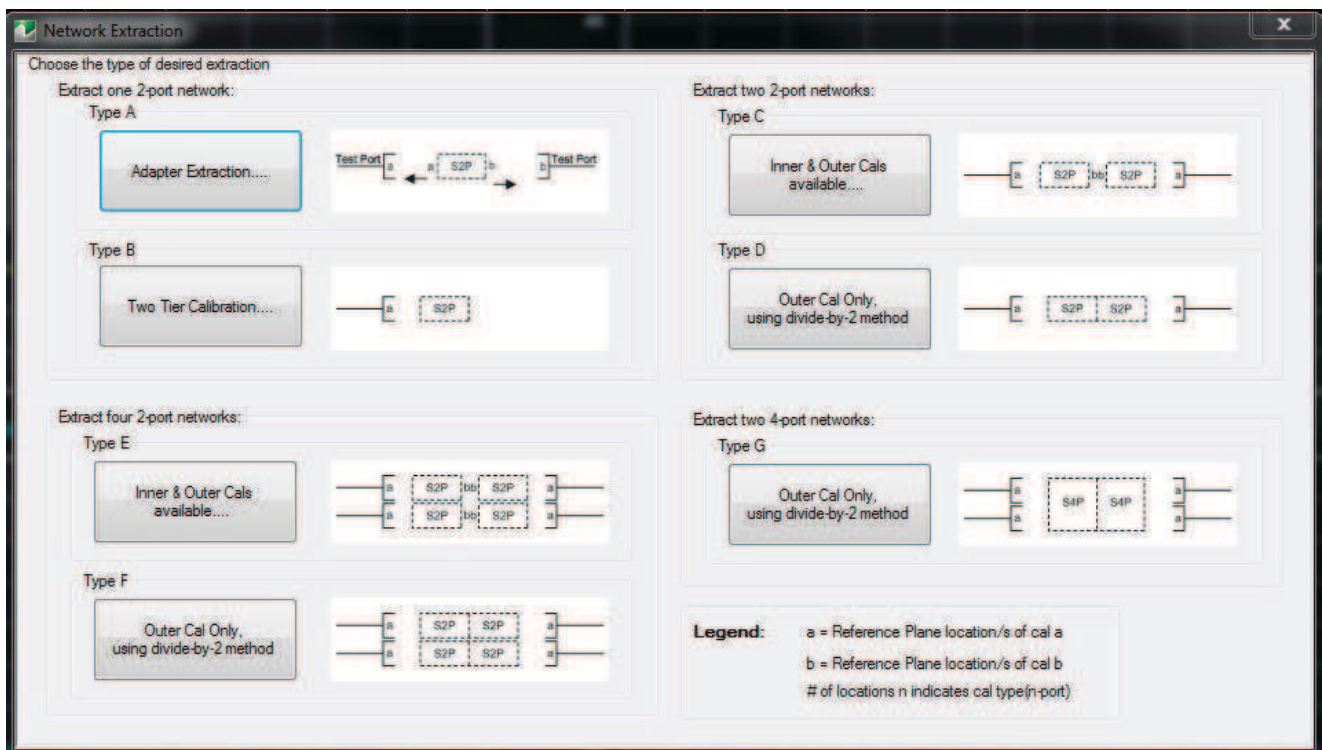 Network Extraction
x
Choose the type of desired extraction
Extract one 2-port network:
Type A
Adapter Extraction....
Test Port
a
a
S2P
b
b
Test Port
Type B
Two Tier Calibration....
a
S2P
Extract two 2-port networks:
Type C
Inner & Outer Cals
available....
a
S2P
bb
S2P
a
Type D
Outer Cal Only,
using divide-by-2 method
a
S2P
S2P
a
Extract four 2-port networks:
Type E
Inner & Outer Cals
available....
a
S2P
bb
S2P
a
a
S2P
bb
S2P
a
Type F
Outer Cal Only,
using divide-by-2 method
a
S2P
S2P
a
a
S2P
S2P
a
Extract two 4-port networks:
Type G
Outer Cal Only,
using divide-by-2 method
a
a
S4P
S4P
a
a
Legend:
a = Reference Plane location/s of cal a
b = Reference Plane location/s of cal b
# of locations n indicates cal type(n-port)